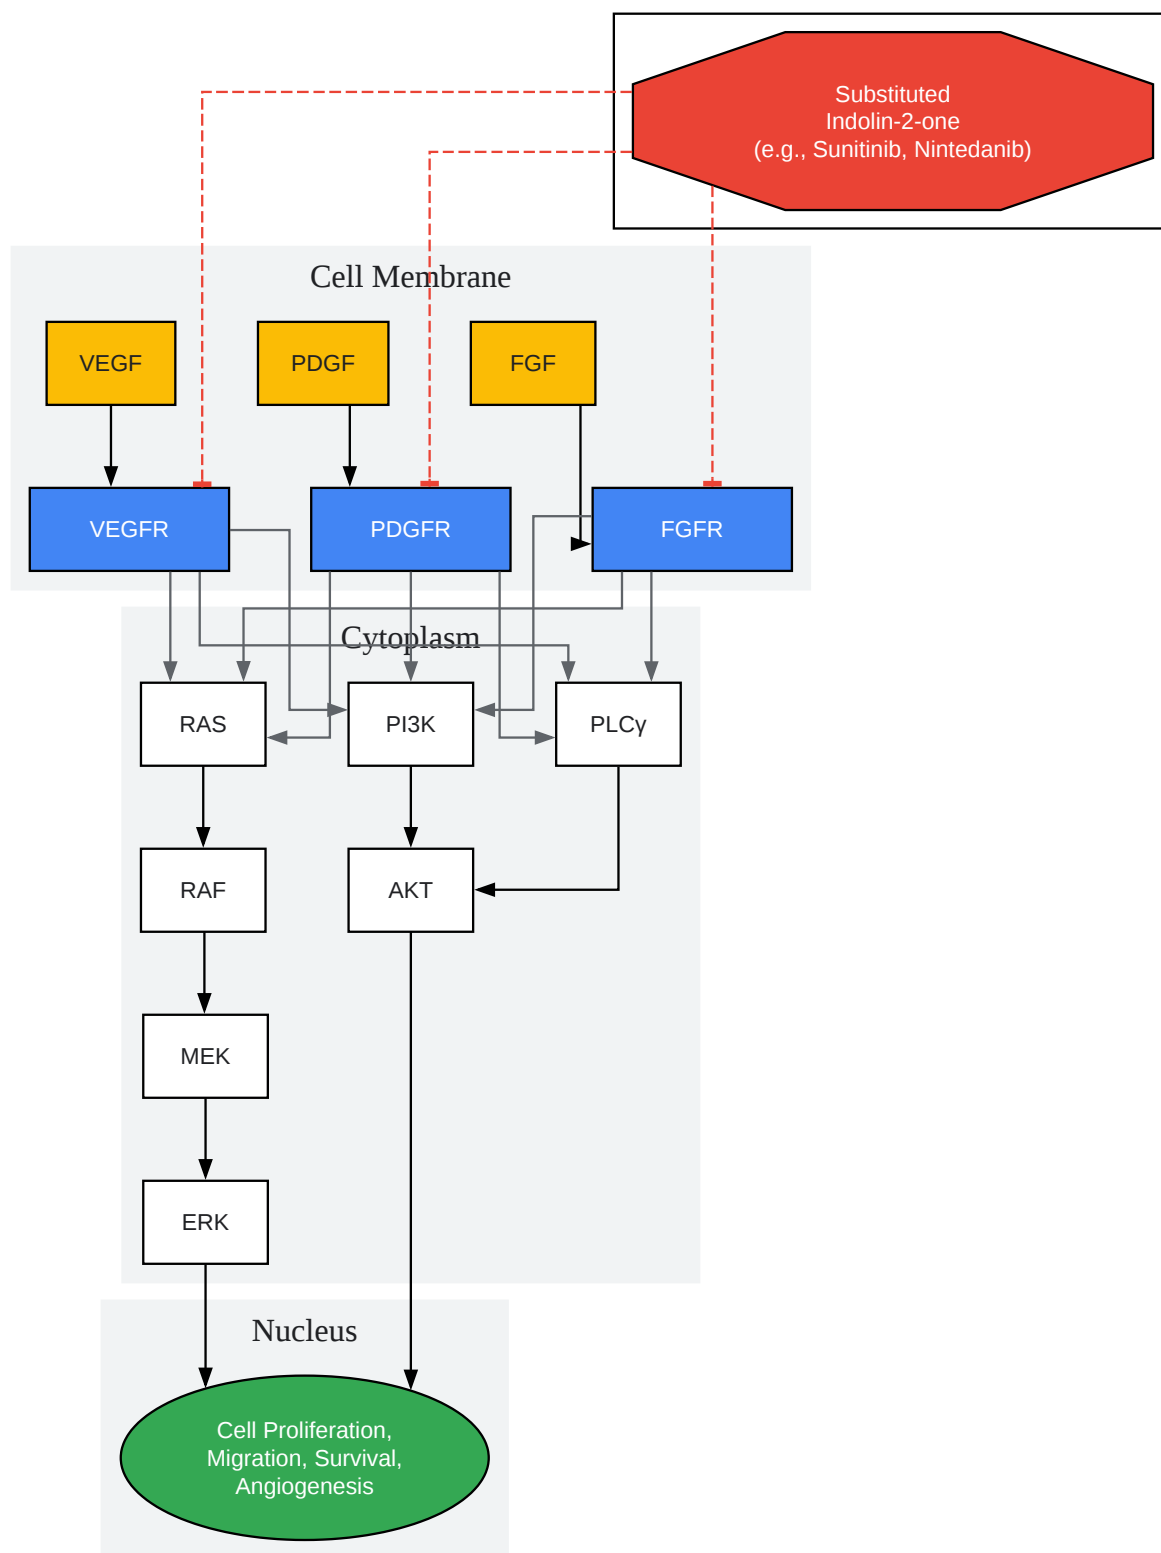 Substituted
Indolin-2-one
(e.g., Sunitinib, Nintedanib)
Cell Membrane
VEGF
PDGF
FGF
VEGFR
PDGFR
FGFR
Cytoplasm
RAS
PI3K
PLCγ
RAF
AKT
MEK
ERK
Nucleus
Cell Proliferation,
Migration, Survival,
Angiogenesis